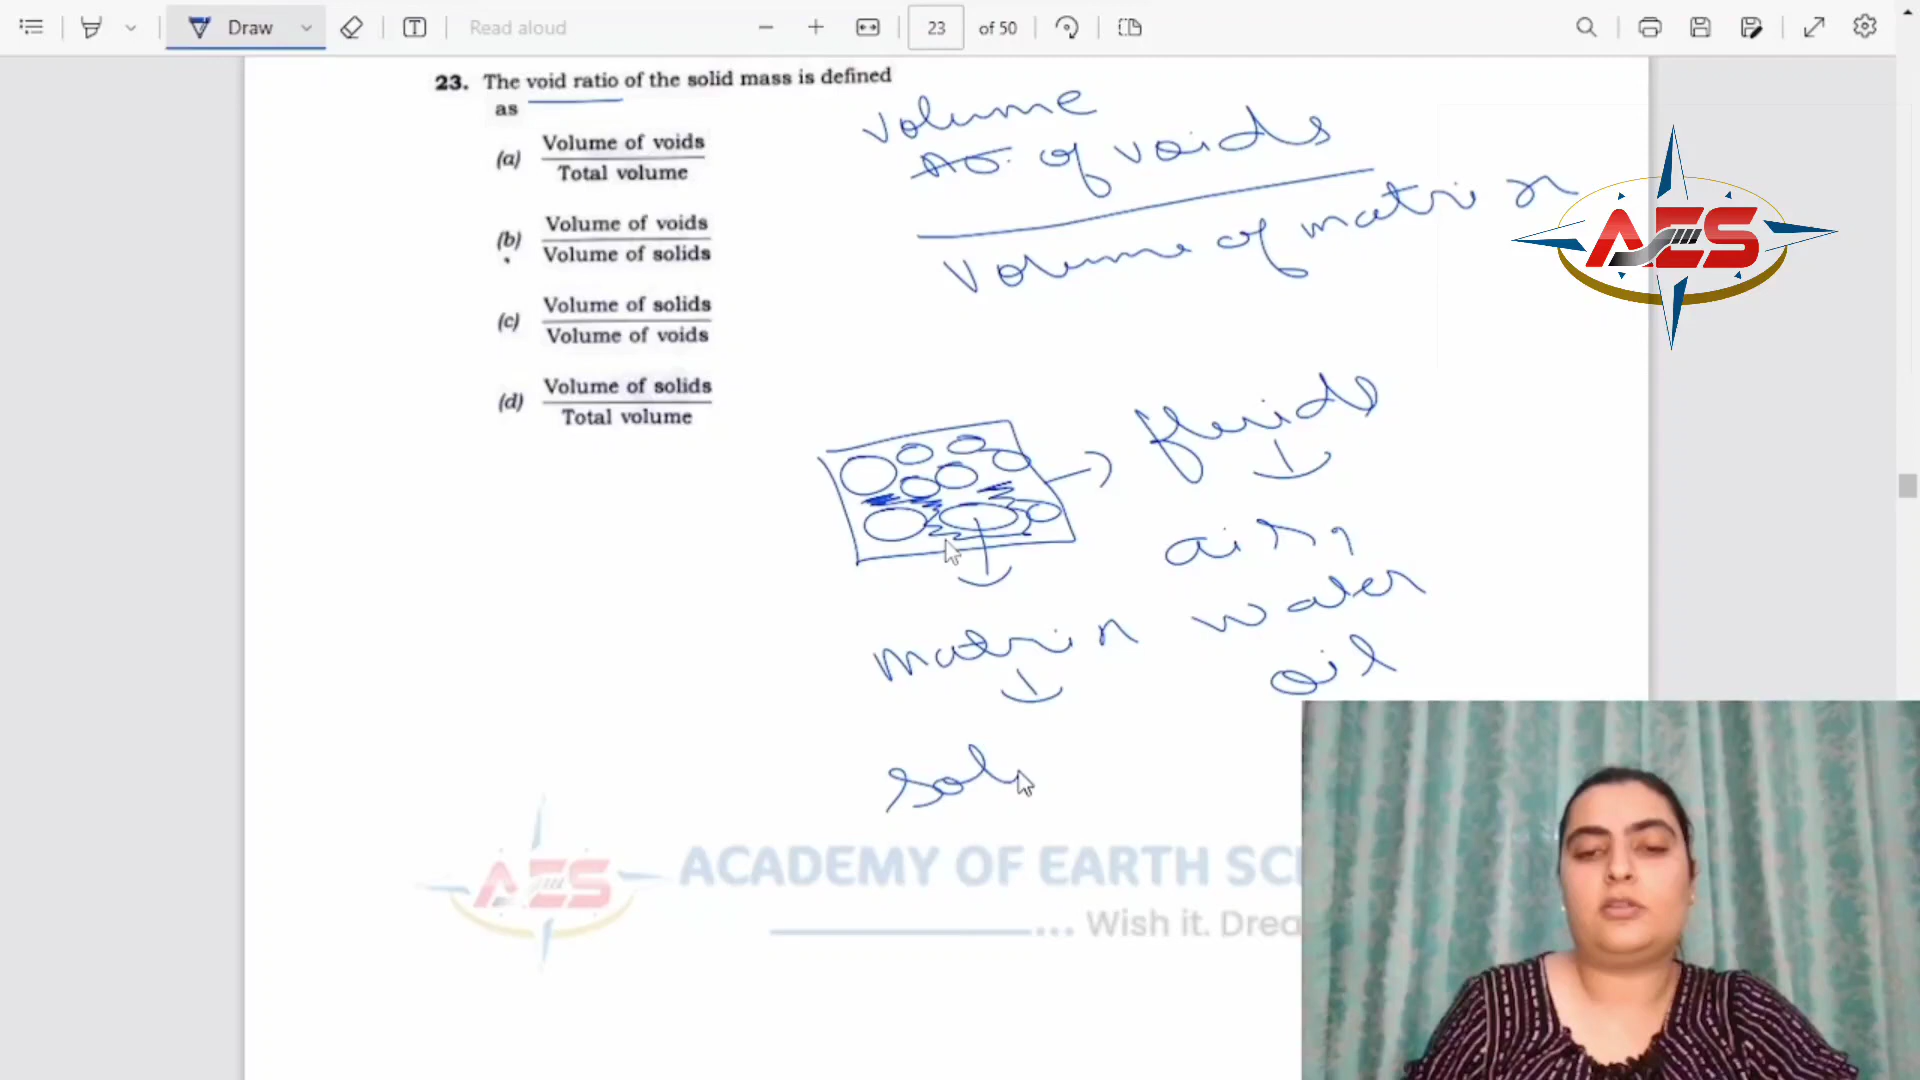 Draw
Read aloud
23
of 50
23. The void ratio of the solid mass is defined
as
(a) Volume of voids
Total volume
(b) Volume of voids
Volume of solids
(c) Volume of solids
Volume of voids
(d) Volume of solids
Total volume
volume
no. of voids
volume of matrix
AES
fluids
air,
water
oil
matrix
sol
AES
ACADEMY OF EARTH SC
... Wish it. Drea